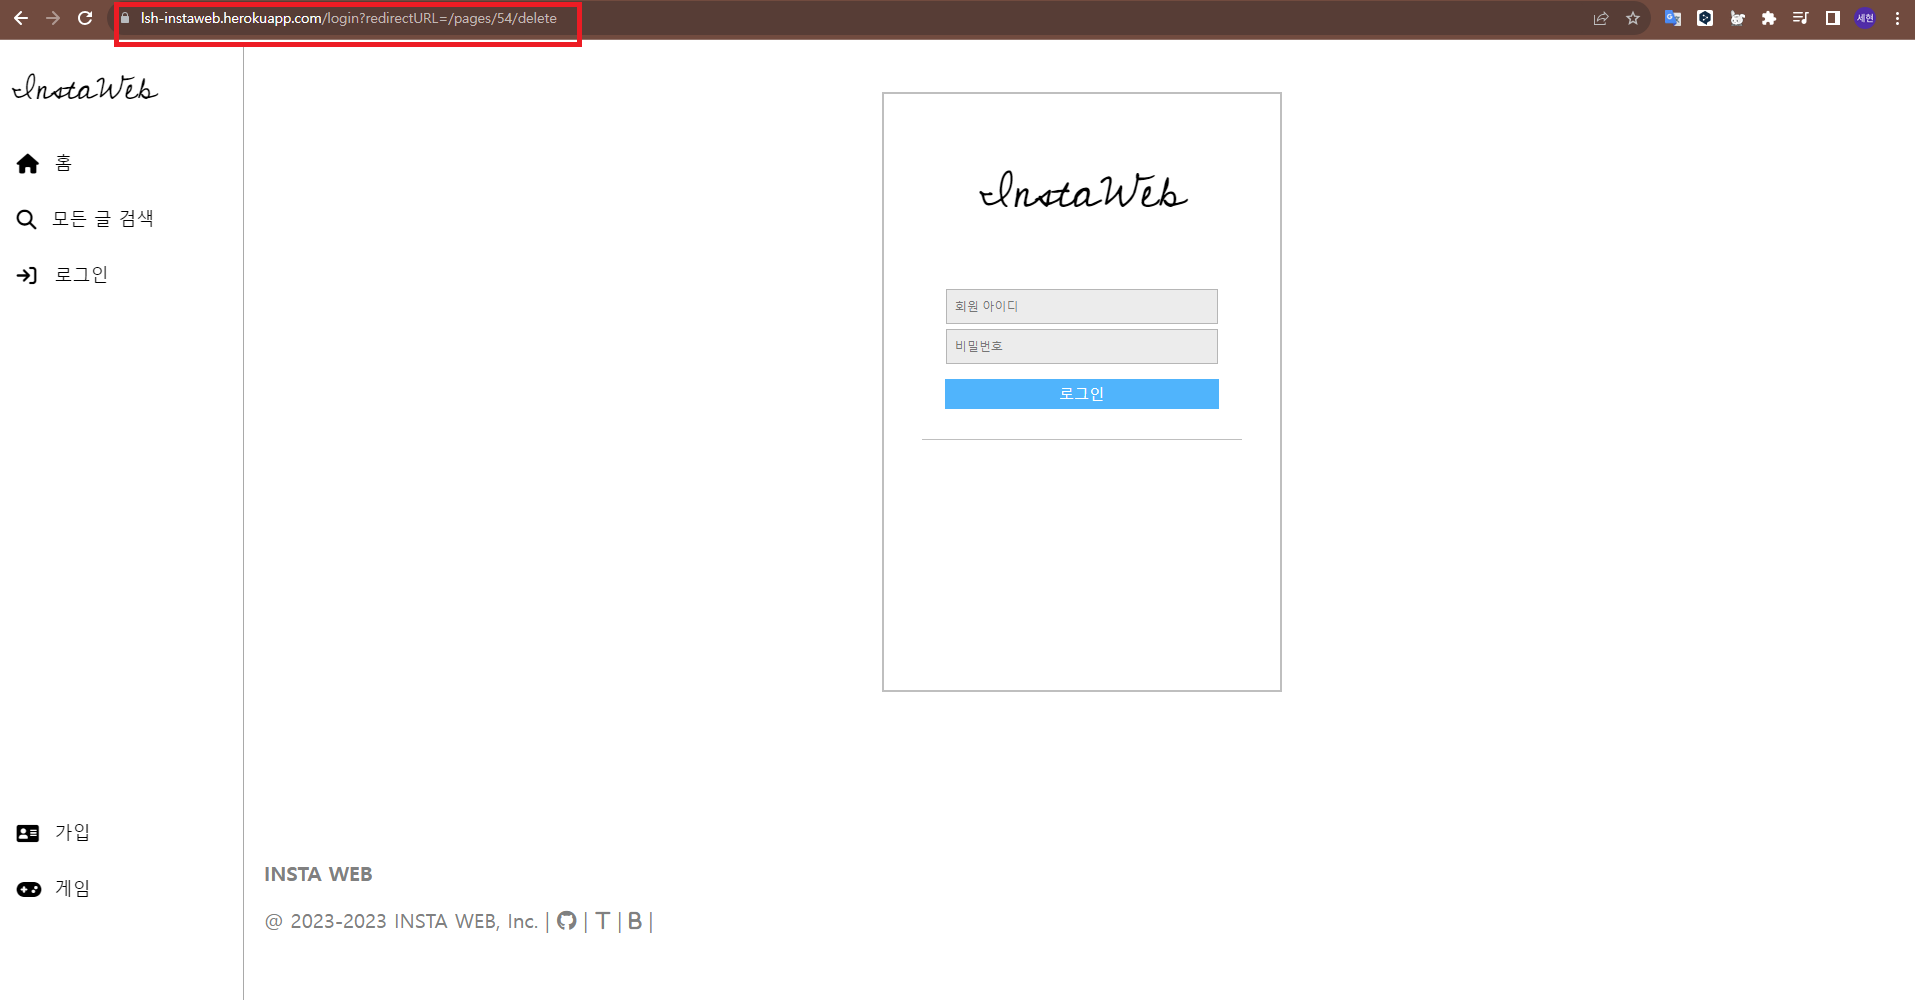 lsh-instaweb.herokuapp.com/login?redirectURL=/pages/54/delete
세현
InstaWeb
홈
모든 글 검색
로그인
InstaWeb
회원 아이디
비밀번호
로그인
가입
게임
INSTA WEB
@ 2023-2023 INSTA WEB, Inc. | | T | B |